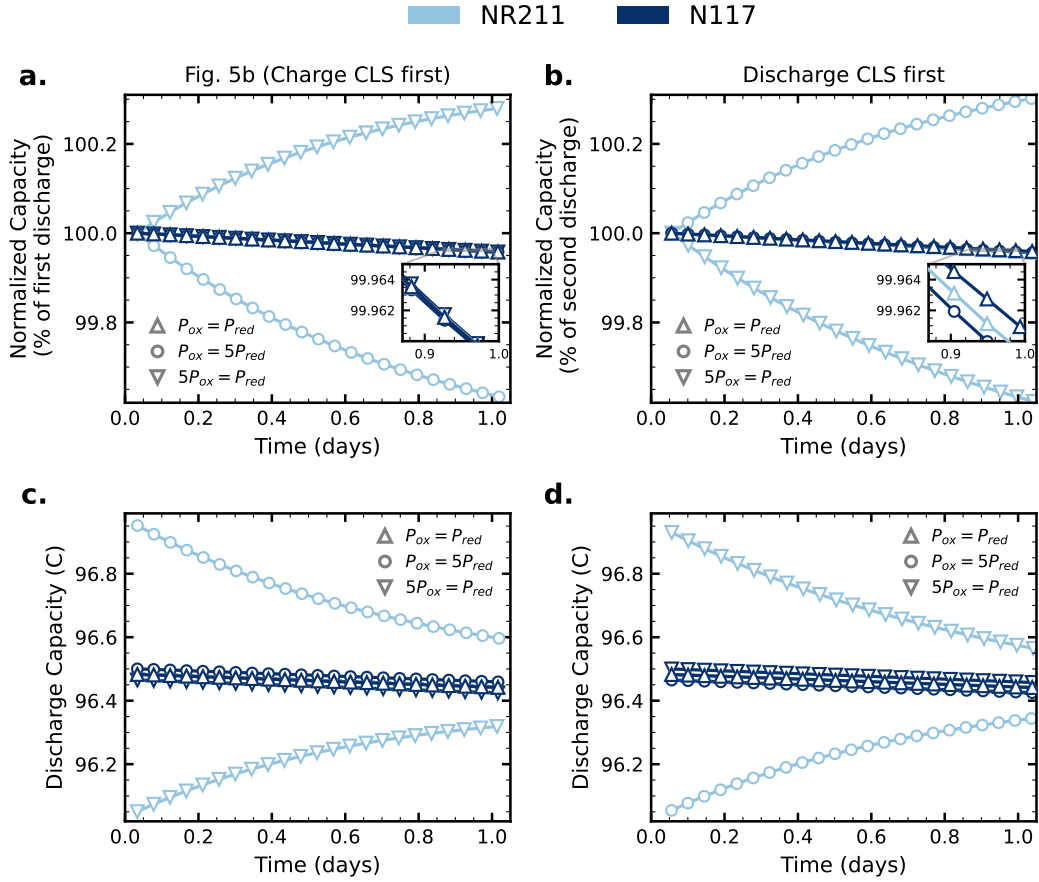 NR211 N117
a. Fig. 5b (Charge CLS first)
Normalized Capacity
(% of first discharge)
100.2
100.0
99.8
99.964
99.962
0.9 1.0
P_ox = P_red
P_ox = 5P_red
5P_ox = P_red
0.0 0.2 0.4 0.6 0.8 1.0
Time (days)
b. Discharge CLS first
Normalized Capacity
(% of second discharge)
100.2
100.0
99.8
99.964
99.962
0.9 1.0
P_ox = P_red
P_ox = 5P_red
5P_ox = P_red
0.0 0.2 0.4 0.6 0.8 1.0
Time (days)
c.
Discharge Capacity (C)
96.8
96.6
96.4
96.2
P_ox = P_red
P_ox = 5P_red
5P_ox = P_red
0.0 0.2 0.4 0.6 0.8 1.0
Time (days)
d.
Discharge Capacity (C)
96.8
96.6
96.4
96.2
P_ox = P_red
P_ox = 5P_red
5P_ox = P_red
0.0 0.2 0.4 0.6 0.8 1.0
Time (days)